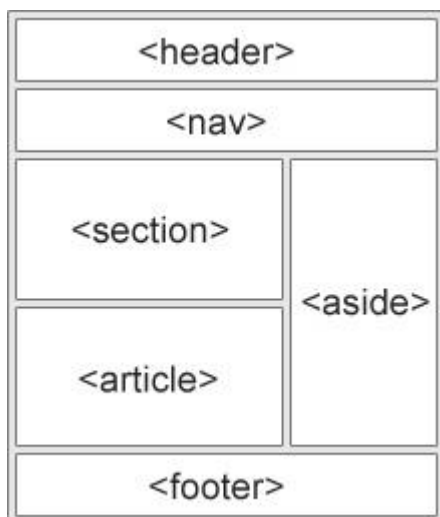 <header>
<nav>
<section>
<aside>
<article>
<footer>